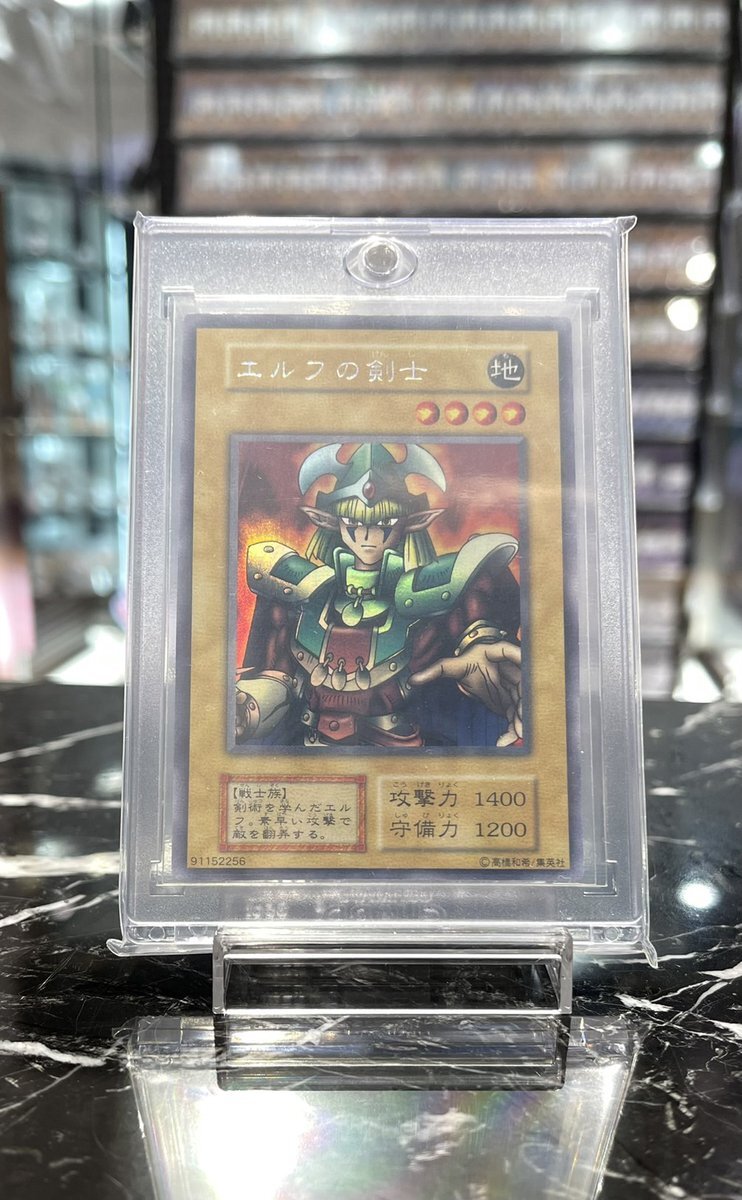 エルフの剣士
地
【戦士族】
剣術を学んだエル
フ。素早い攻撃で
敵を翻弄する。
攻撃力 1400
守備力 1200
91152256
©高橋和希/集英社